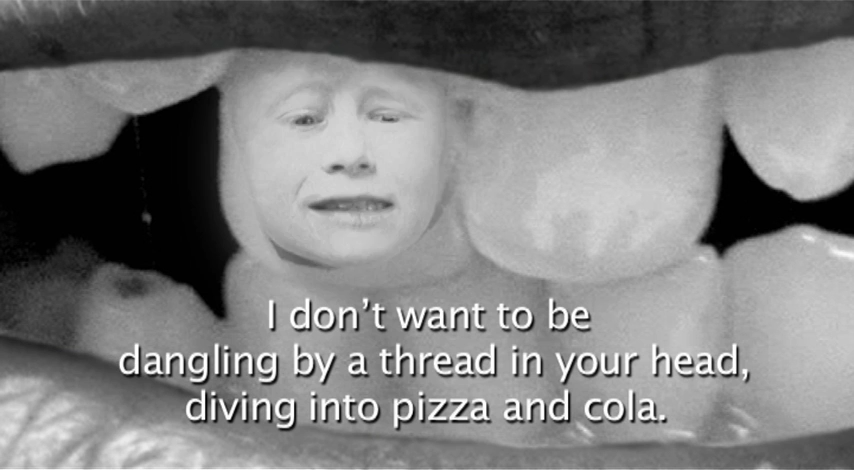 I don’t want to be
dangling by a thread in your head,
diving into pizza and cola.